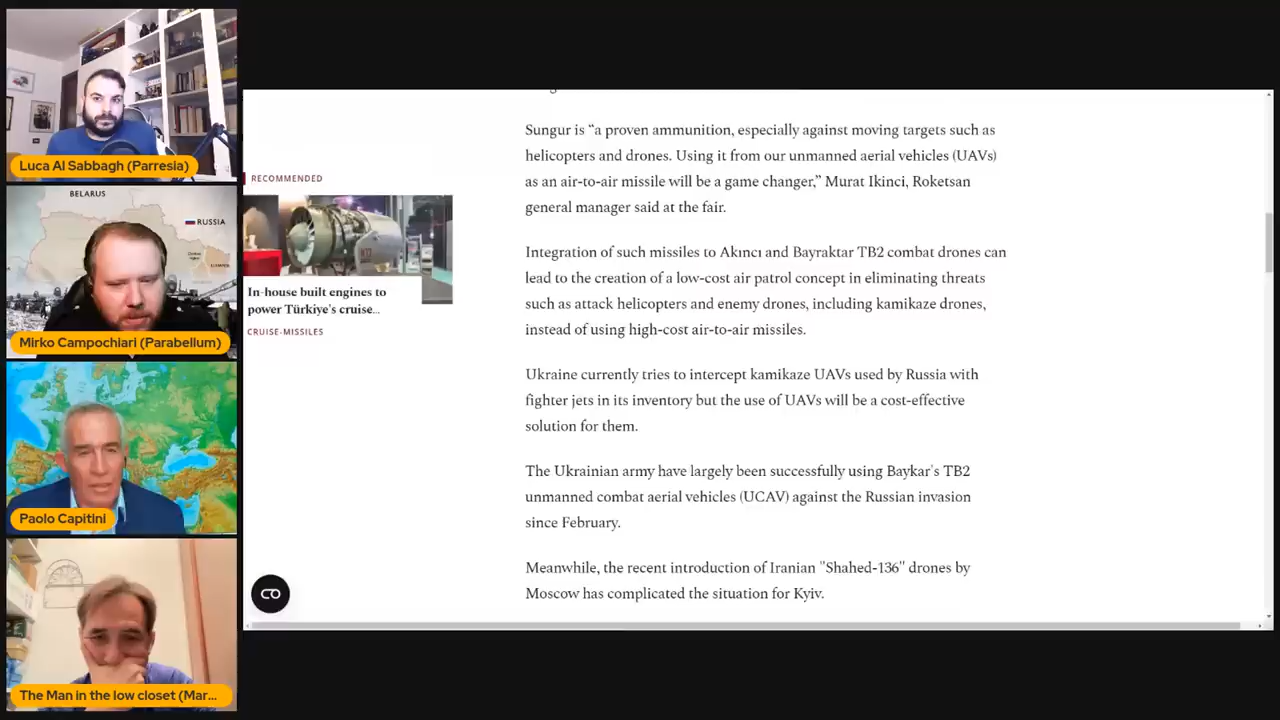 Luca Al Sabbagh (Parresia)
BELARUS
RUSSIA
Mirko Campochiari (Parabellum)
Paolo Capitini
The Man in the low closet (Mar...
RECOMMENDED
In-house built engines to
power Türkiye's cruise...
CRUISE-MISSILES
Sungur is “a proven ammunition, especially against moving targets such as
helicopters and drones. Using it from our unmanned aerial vehicles (UAVs)
as an air-to-air missile will be a game changer,” Murat Ikinci, Roketsan
general manager said at the fair.
Integration of such missiles to Akıncı and Bayraktar TB2 combat drones can
lead to the creation of a low-cost air patrol concept in eliminating threats
such as attack helicopters and enemy drones, including kamikaze drones,
instead of using high-cost air-to-air missiles.
Ukraine currently tries to intercept kamikaze UAVs used by Russia with
fighter jets in its inventory but the use of UAVs will be a cost-effective
solution for them.
The Ukrainian army have largely been successfully using Baykar's TB2
unmanned combat aerial vehicles (UCAV) against the Russian invasion
since February.
Meanwhile, the recent introduction of Iranian "Shahed-136" drones by
Moscow has complicated the situation for Kyiv.